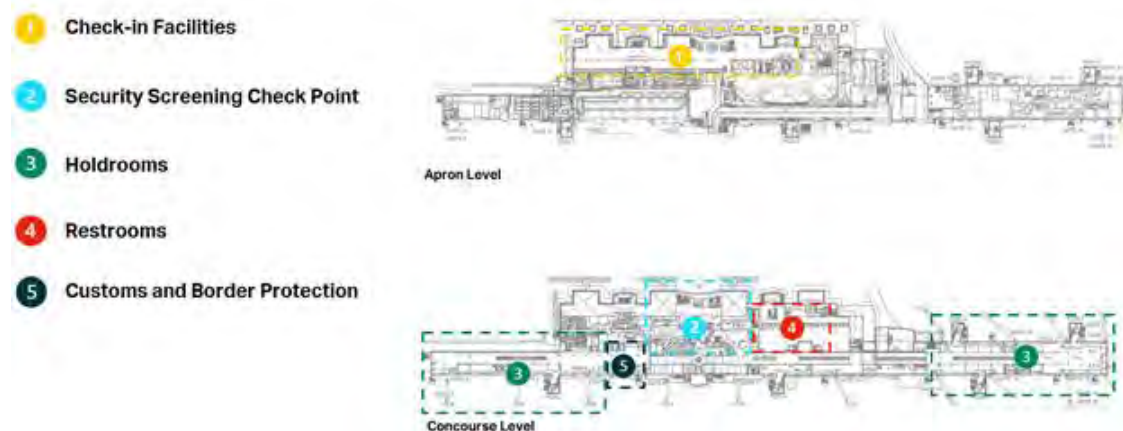 1 Check-in Facilities
2 Security Screening Check Point
3 Holdrooms
4 Restrooms
5 Customs and Border Protection
1
Apron Level
2
4
3
5
3
Concourse Level